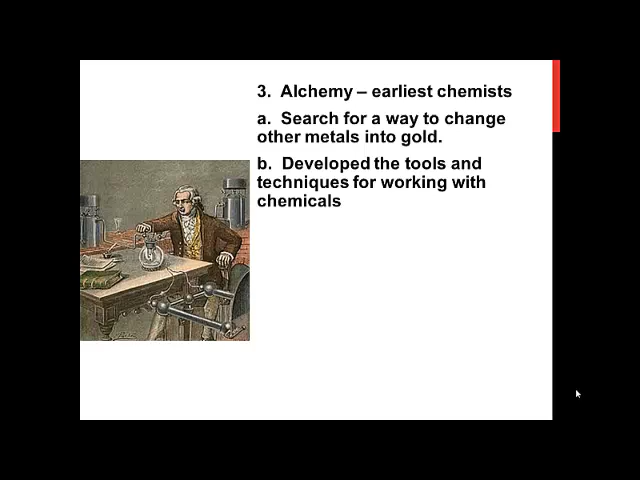 3.  Alchemy – earliest chemists
a.  Search for a way to change
other metals into gold.
b.  Developed the tools and
techniques for working with
chemicals